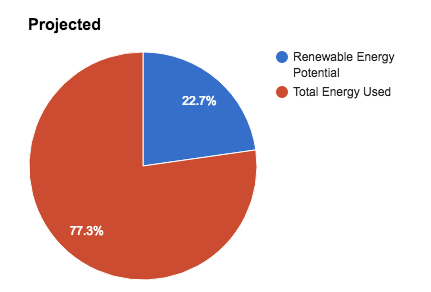 Projected
Renewable Energy
Potential
Total Energy Used
22.7%
77.3%